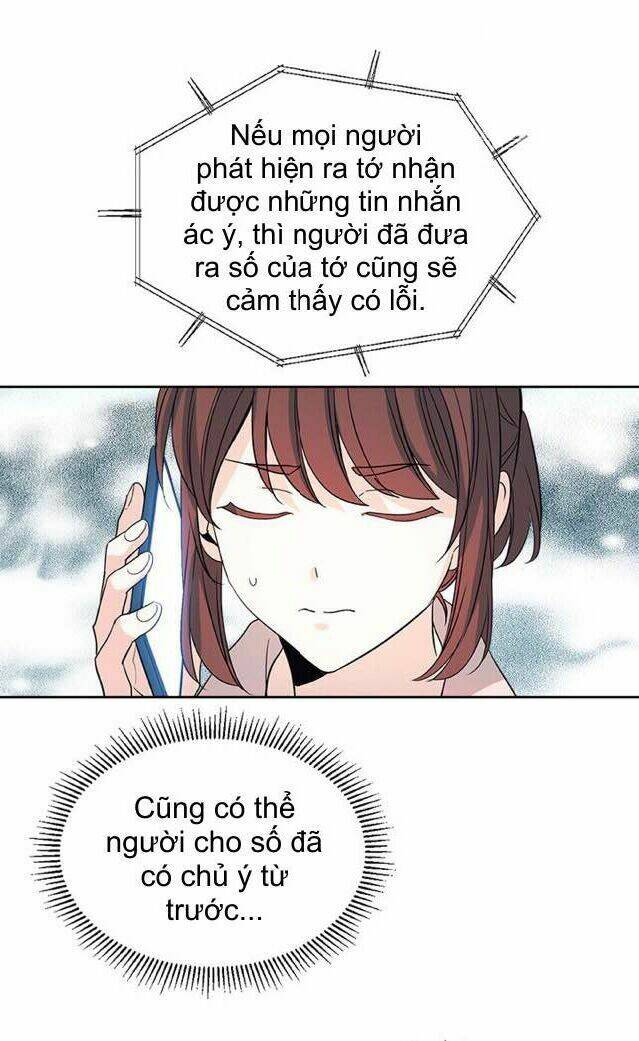 Nếu mọi người
phát hiện ra tớ nhận
được những tin nhắn
ác ý, thì người đã đưa
ra số của tớ cũng sẽ
cảm thấy có lỗi.
Cũng có thể
người cho số đã
có chủ ý từ
trước...